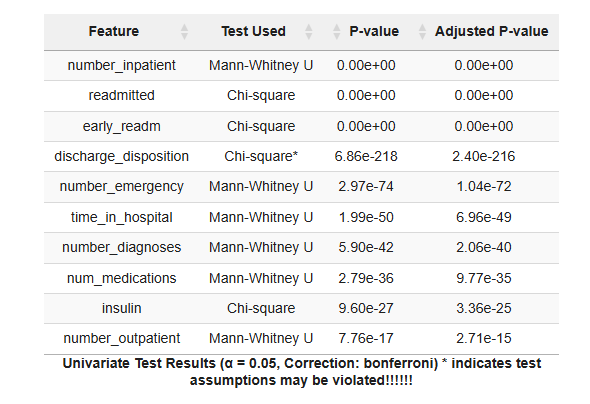 Feature Test Used P-value Adjusted P-value
number_inpatient Mann-Whitney U 0.00e+00 0.00e+00
readmitted Chi-square 0.00e+00 0.00e+00
early_readm Chi-square 0.00e+00 0.00e+00
discharge_disposition Chi-square* 6.86e-218 2.40e-216
number_emergency Mann-Whitney U 2.97e-74 1.04e-72
time_in_hospital Mann-Whitney U 1.99e-50 6.96e-49
number_diagnoses Mann-Whitney U 5.90e-42 2.06e-40
num_medications Mann-Whitney U 2.79e-36 9.77e-35
insulin Chi-square 9.60e-27 3.36e-25
number_outpatient Mann-Whitney U 7.76e-17 2.71e-15
Univariate Test Results (α = 0.05, Correction: bonferroni) * indicates test
assumptions may be violated!!!!!!